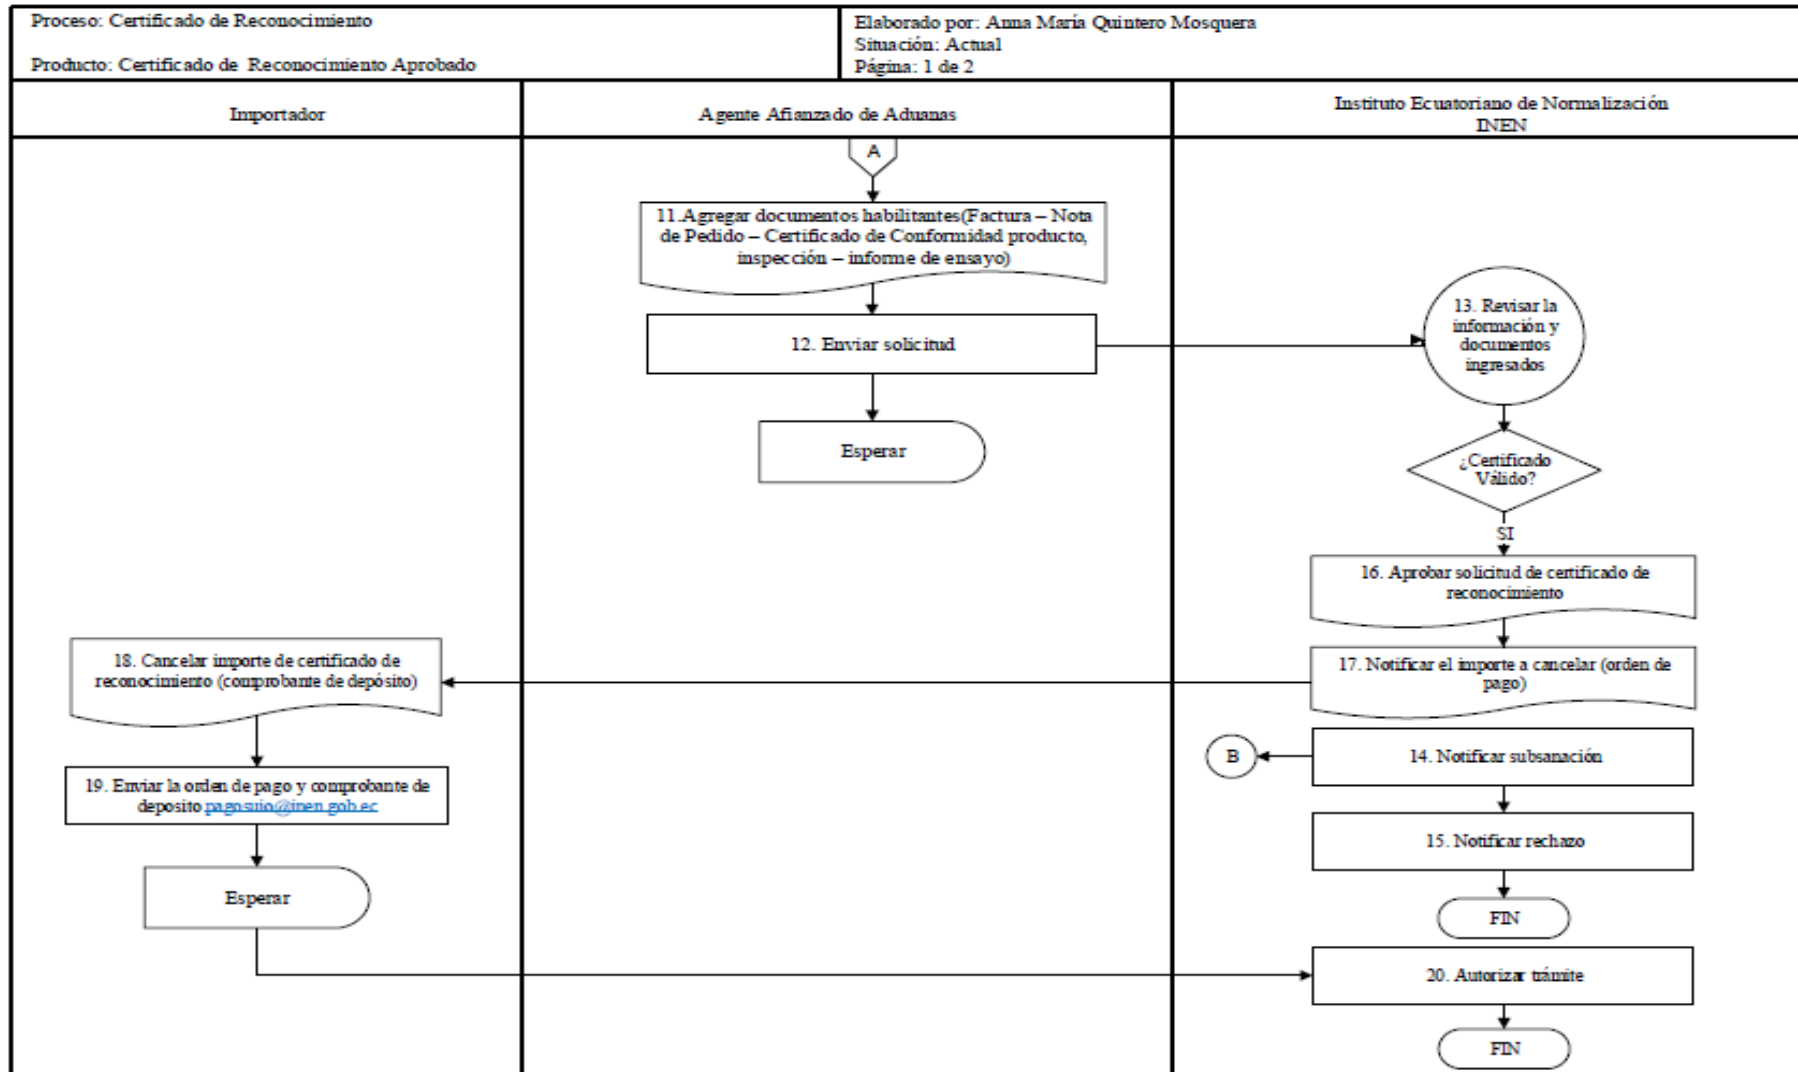 Proceso: Certificado de Reconocimiento
Producto: Certificado de Reconocimiento Aprobado
Elaborado por: Anna María Quintero Mosquera
Situación: Actual
Página: 1 de 2
Importador
Agente Afianzado de Aduanas
Instituto Ecuatoriano de Normalización
INEN
A
11.Agregar documentos habilitantes(Factura – Nota
de Pedido – Certificado de Conformidad producto,
inspección – informe de ensayo)
12. Enviar solicitud
Esperar
13. Revisar la
información y
documentos
ingresados
¿Certificado
Válido?
SI
16. Aprobar solicitud de certificado de
reconocimiento
17. Notificar el importe a cancelar (orden de
pago)
18. Cancelar importe de certificado de
reconocimiento (comprobante de depósito)
19. Enviar la orden de pago y comprobante de
deposito pagosuio@inen.gob.ec
Esperar
B
14. Notificar subsanación
15. Notificar rechazo
FIN
20. Autorizar trámite
FIN